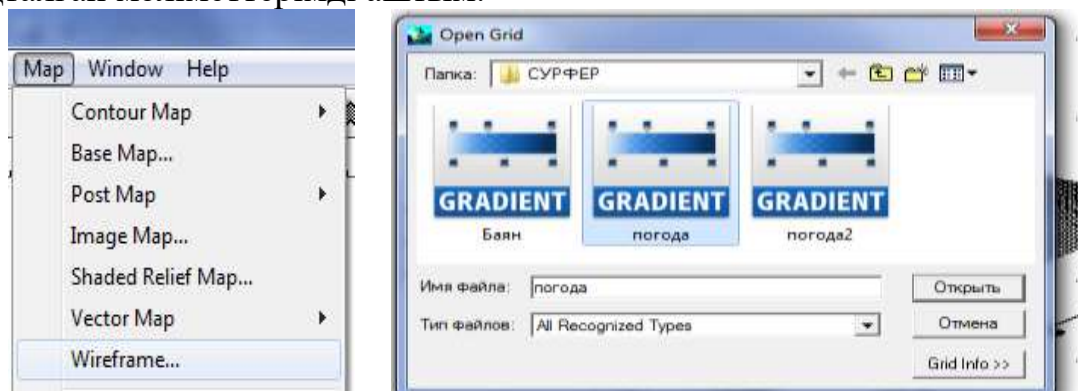 Map Window Help
Contour Map
Base Map...
Post Map
Image Map...
Shaded Relief Map...
Vector Map
Wireframe...
Open Grid
Папка: СУРФЕР
GRADIENT GRADIENT GRADIENT
Баян погода погода2
Имя файла: погода Открыть
Тип файлов: All Recognized Types Отмена
Grid Info >>